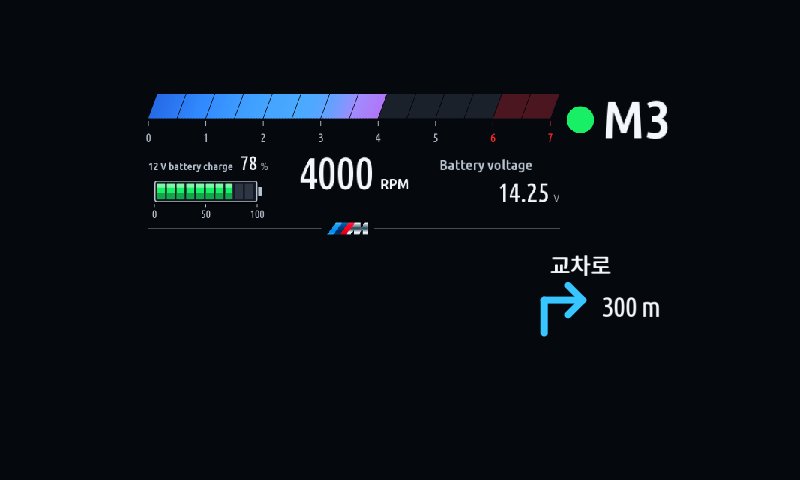 M3
0 1 2 3 4 5 6 7
12 V battery charge 78 %
4000 RPM
Battery voltage
14.25 V
0 50 100
M
교차로
300 m